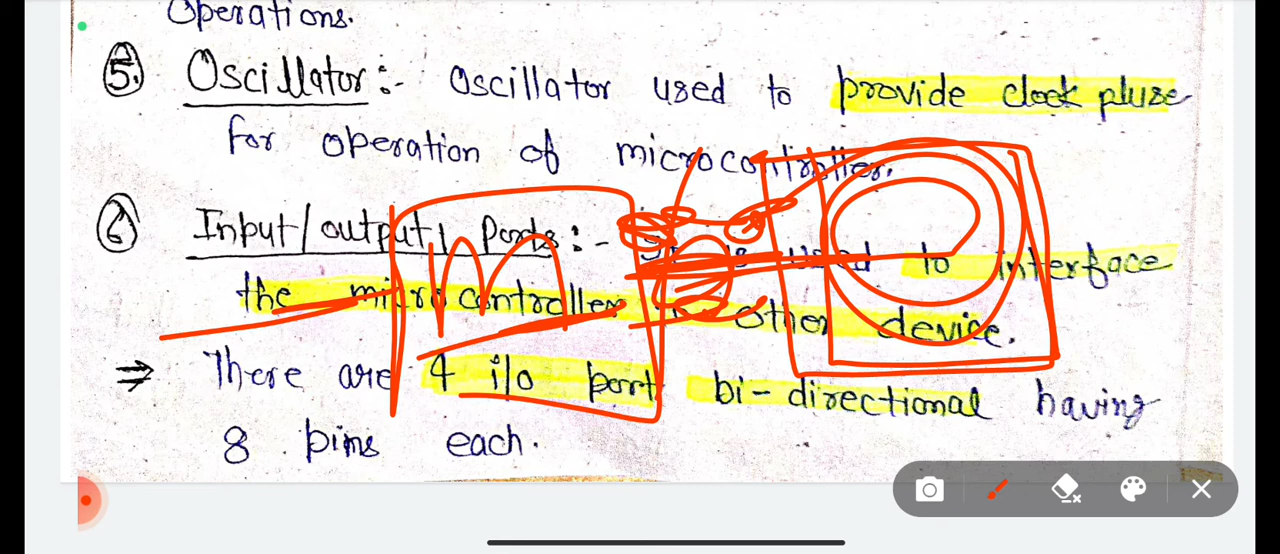 Operations.
5. Oscillator :- Oscillator used to provide clock pluse
for operation of microcontroller.
6 Input/output Ports :- used to interface
the microcontroller other device.
⇒ There are 4 i/o port bi-directional having
8 pins each.
m